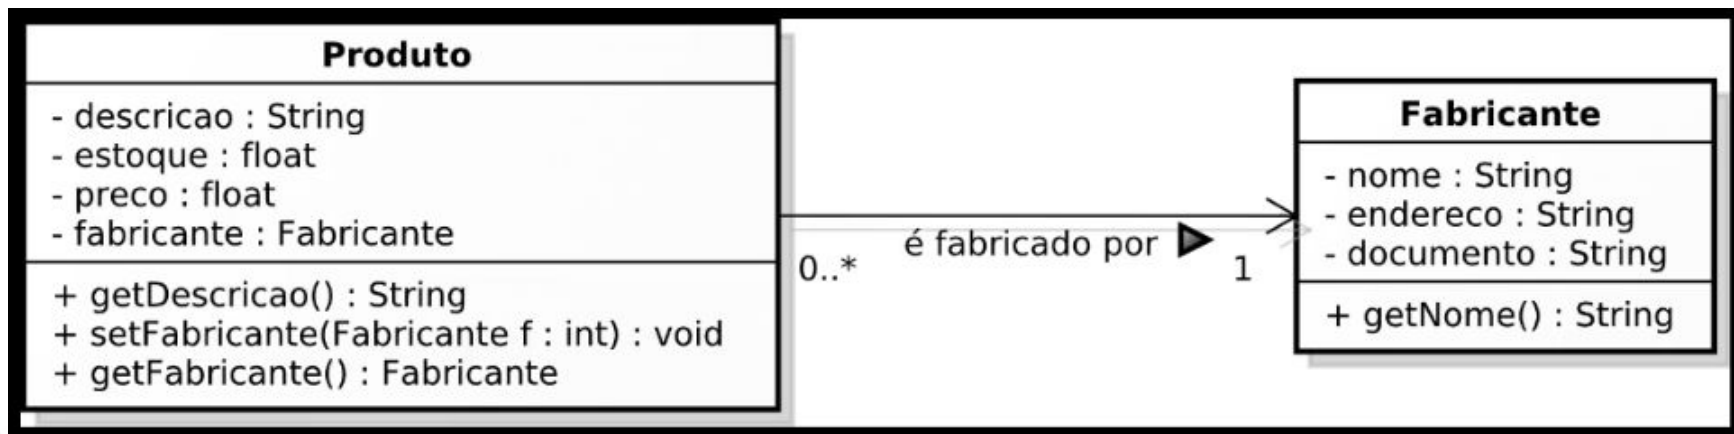 Produto
- descricao : String
- estoque : float
- preco : float
- fabricante : Fabricante
+ getDescricao() : String
+ setFabricante(Fabricante f : int) : void
+ getFabricante() : Fabricante
0..*
é fabricado por
1
Fabricante
- nome : String
- endereco : String
- documento : String
+ getNome() : String